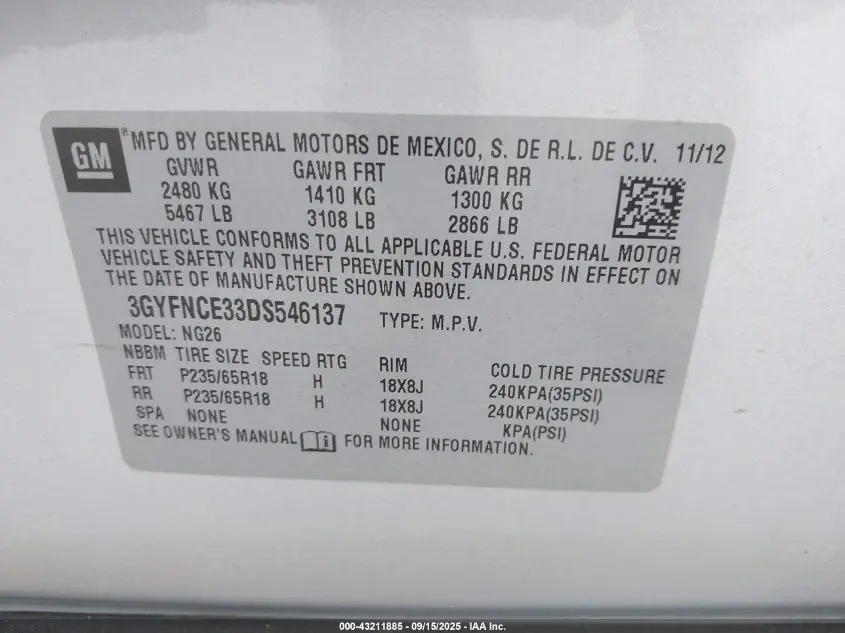 GM ® MFD BY GENERAL MOTORS DE MEXICO, S. DE R.L. DE C.V. 11/12
GVWR GAWR FRT GAWR RR
2480 KG 1410 KG 1300 KG
5467 LB 3108 LB 2866 LB
THIS VEHICLE CONFORMS TO ALL APPLICABLE U.S. FEDERAL MOTOR
VEHICLE SAFETY AND THEFT PREVENTION STANDARDS IN EFFECT ON
THE DATE OF MANUFACTURE SHOWN ABOVE.
3GYFNCE33DS546137 TYPE: M.P.V.
MODEL: NG26
NBBM TIRE SIZE SPEED RTG RIM COLD TIRE PRESSURE
FRT P235/65R18 H 18X8J 240KPA(35PSI)
RR P235/65R18 H 18X8J 240KPA(35PSI)
SPA NONE NONE KPA(PSI)
SEE OWNER'S MANUAL i FOR MORE INFORMATION.
000-43211885 - 09/15/2025 - IAA Inc.